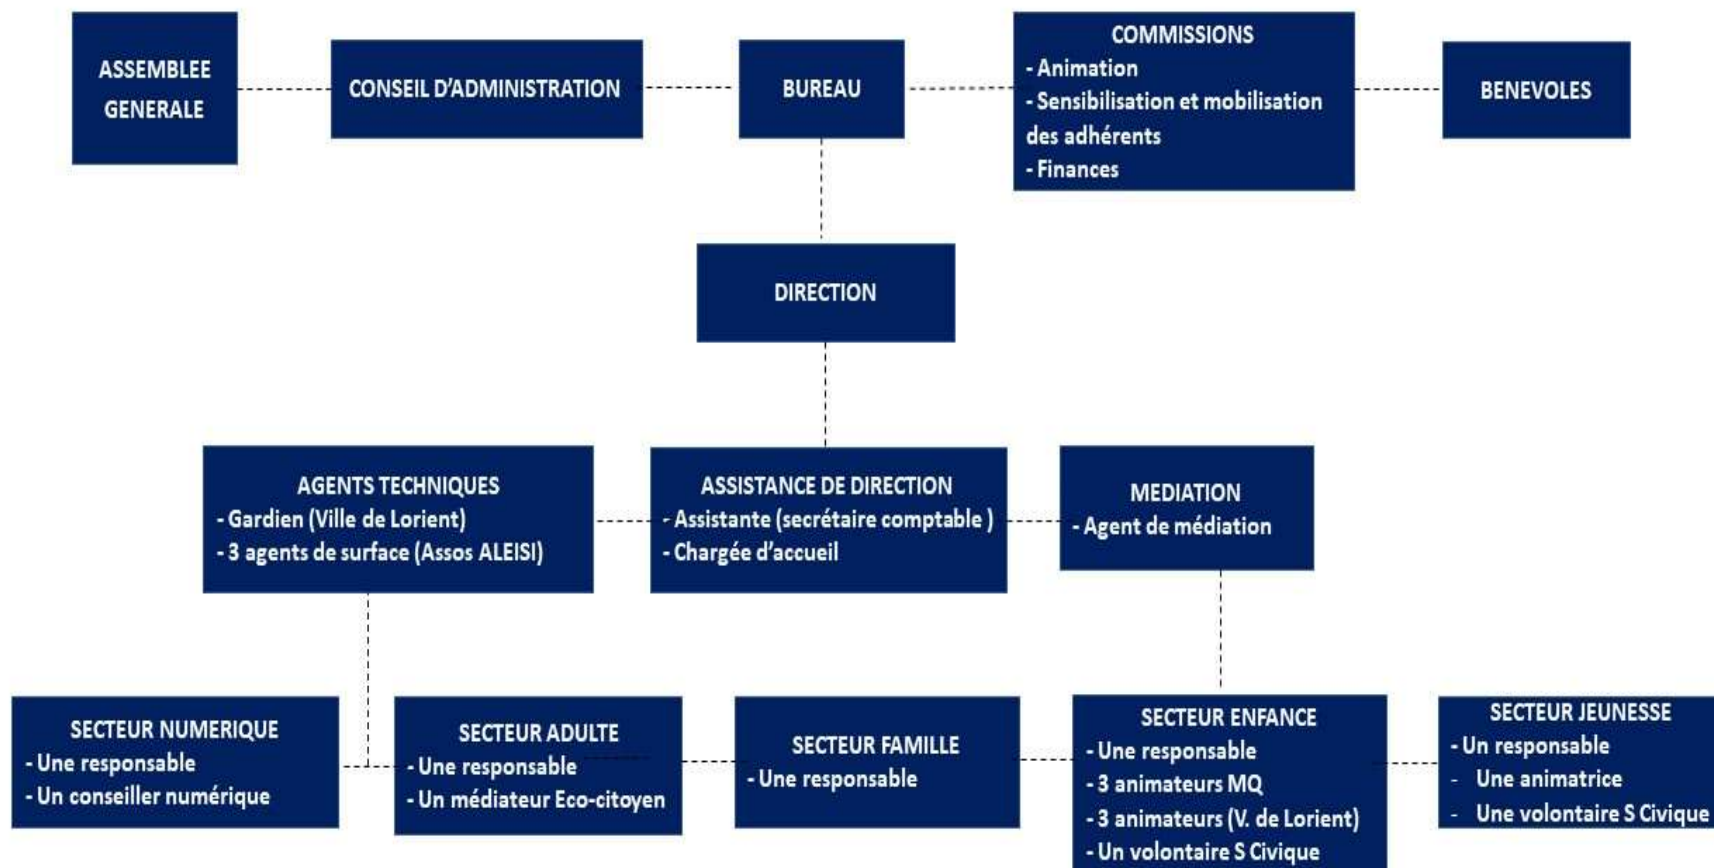 ASSEMBLEE
GENERALE
CONSEIL D'ADMINISTRATION
BUREAU
COMMISSIONS
- Animation
- Sensibilisation et mobilisation
des adhérents
- Finances
BENEVOLES
DIRECTION
AGENTS TECHNIQUES
- Gardien (Ville de Lorient)
- 3 agents de surface (Assos ALEISI)
ASSISTANCE DE DIRECTION
- Assistante (secrétaire comptable )
- Chargée d'accueil
MEDIATION
- Agent de médiation
SECTEUR NUMERIQUE
- Une responsable
- Un conseiller numérique
SECTEUR ADULTE
- Une responsable
- Un médiateur Eco-citoyen
SECTEUR FAMILLE
- Une responsable
SECTEUR ENFANCE
- Une responsable
- 3 animateurs MQ
- 3 animateurs (V. de Lorient)
- Un volontaire S Civique
SECTEUR JEUNESSE
- Un responsable
- Une animatrice
- Une volontaire S Civique